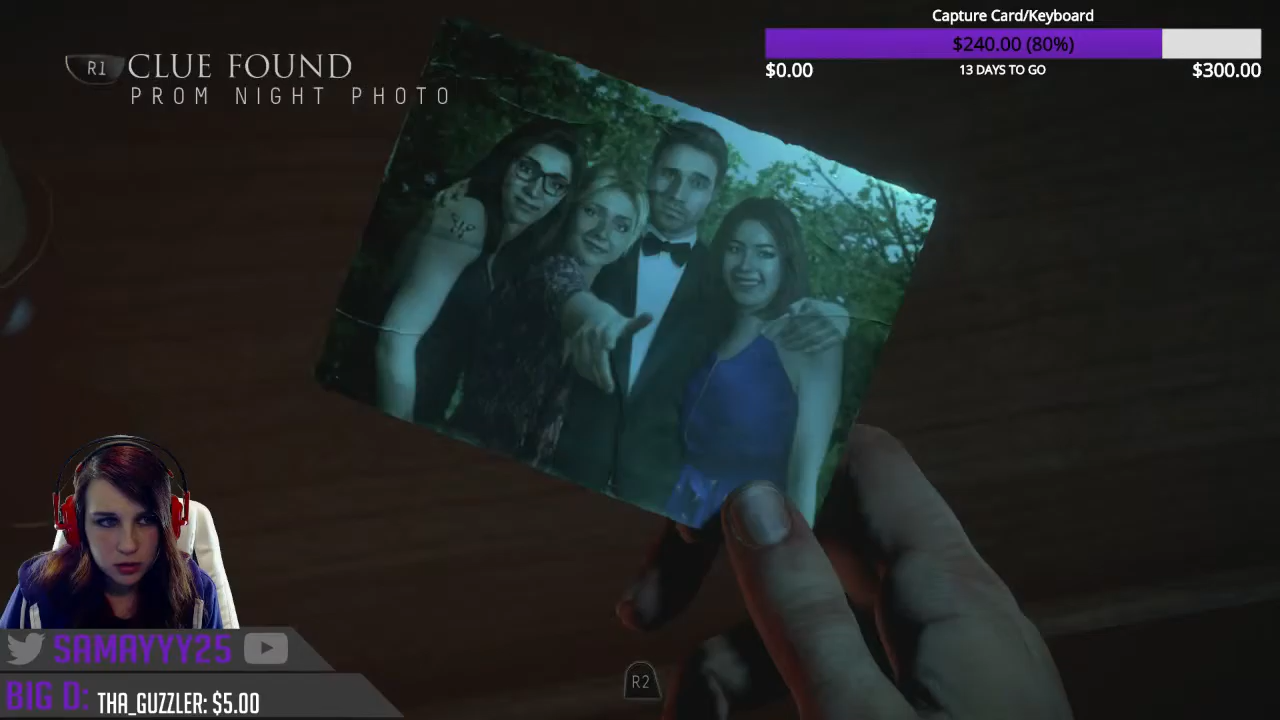 R1 CLUE FOUND
PROM NIGHT PHOTO
Capture Card/Keyboard
$240.00 (80%)
$0.00 13 DAYS TO GO $300.00
SAMAYYY25
BIG D: THA_GUZZLER: $5.00
R2